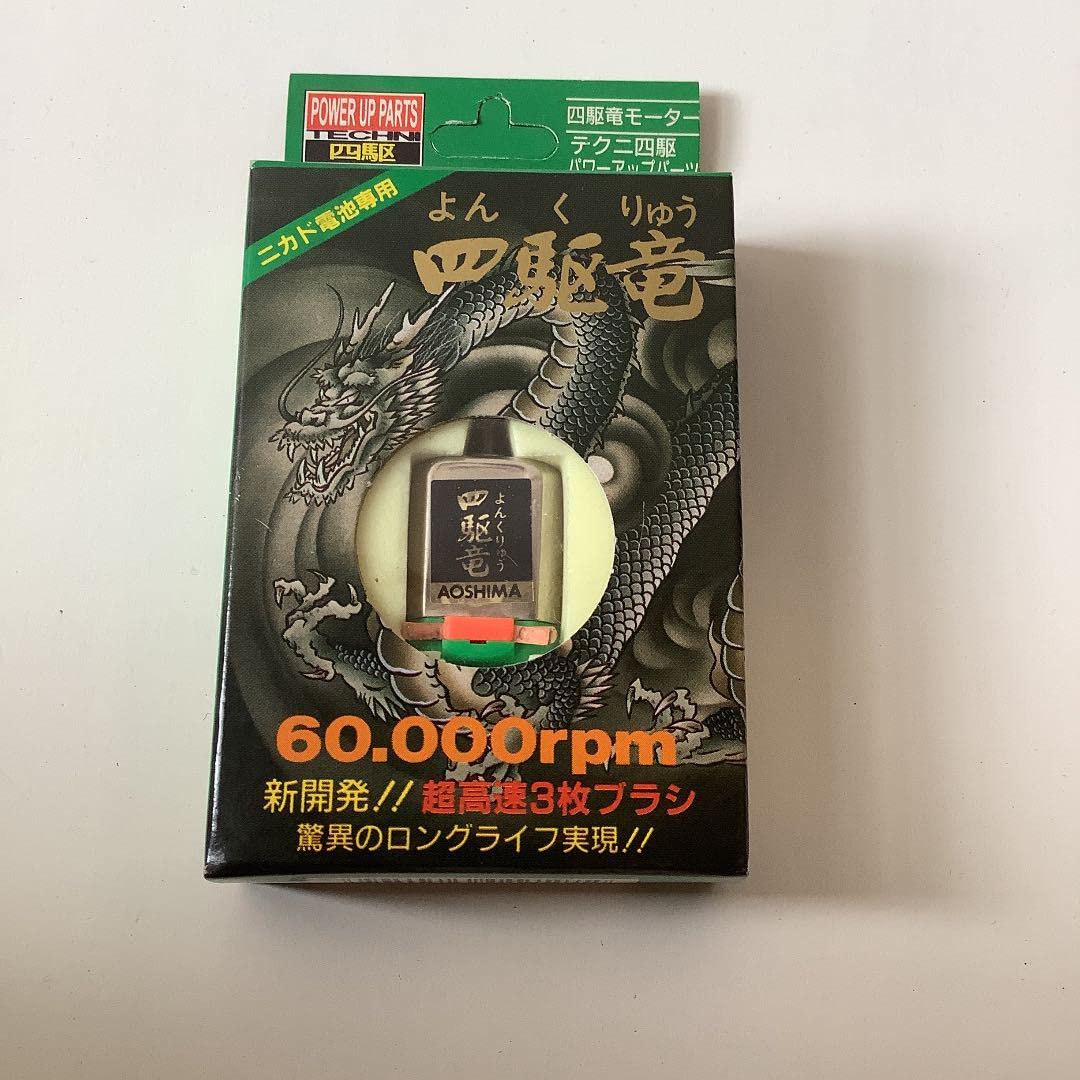 POWER UP PARTS
TECHNI
四駆
四駆竜モーター
テクニ四駆
パワーアップパーツ
ニカド電池専用
よんくりゅう
四駆竜
四駆竜
よんくりゅう
AOSHIMA
60.000rpm
新開発!! 超高速3枚ブラシ
驚異のロングライフ実現!!